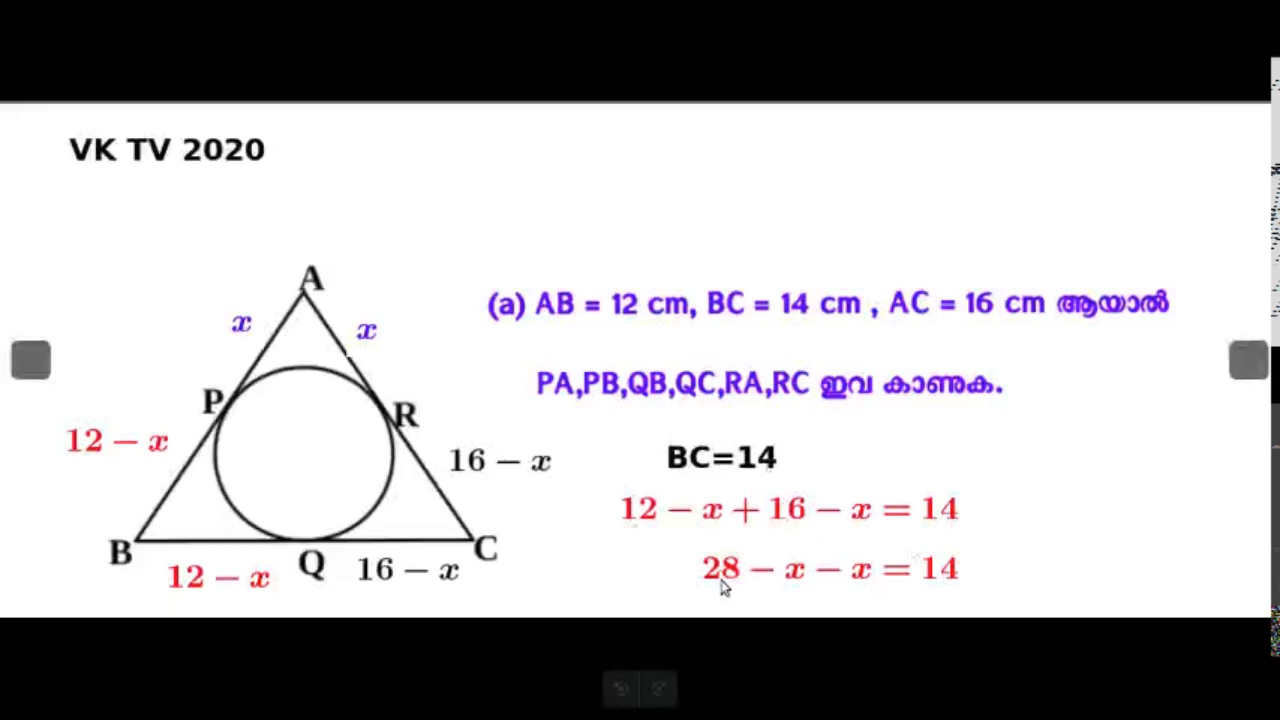 VK TV 2020
A
x
x
(a) AB = 12 cm, BC = 14 cm , AC = 16 cm ആയാൽ
PA,PB,QB,QC,RA,RC ഇവ കാണുക.
P
R
12 − x
16 − x
BC=14
12 − x + 16 − x = 14
B
Q
C
12 − x
16 − x
28 − x − x = 14